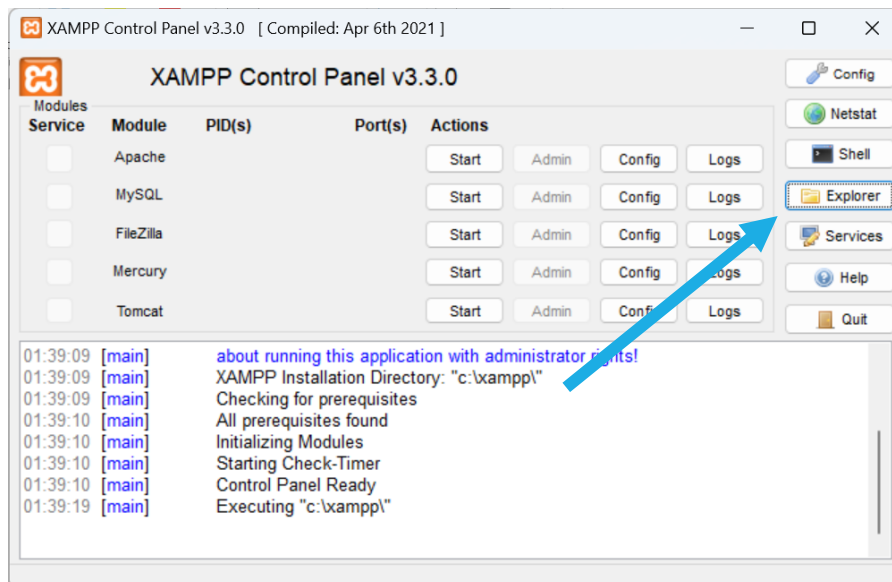 XAMPP Control Panel v3.3.0 [ Compiled: Apr 6th 2021 ]
XAMPP Control Panel v3.3.0
Config
Modules
Service Module PID(s) Port(s) Actions
Netstat
Apache Start Admin Config Logs
Shell
MySQL Start Admin Config Logs
Explorer
FileZilla Start Admin Config Logs
Services
Mercury Start Admin Config Logs
Help
Tomcat Start Admin Config Logs
Quit
01:39:09 [main] about running this application with administrator rights!
01:39:09 [main] XAMPP Installation Directory: "c:\xampp\"
01:39:09 [main] Checking for prerequisites
01:39:10 [main] All prerequisites found
01:39:10 [main] Initializing Modules
01:39:10 [main] Starting Check-Timer
01:39:10 [main] Control Panel Ready
01:39:19 [main] Executing "c:\xampp\"